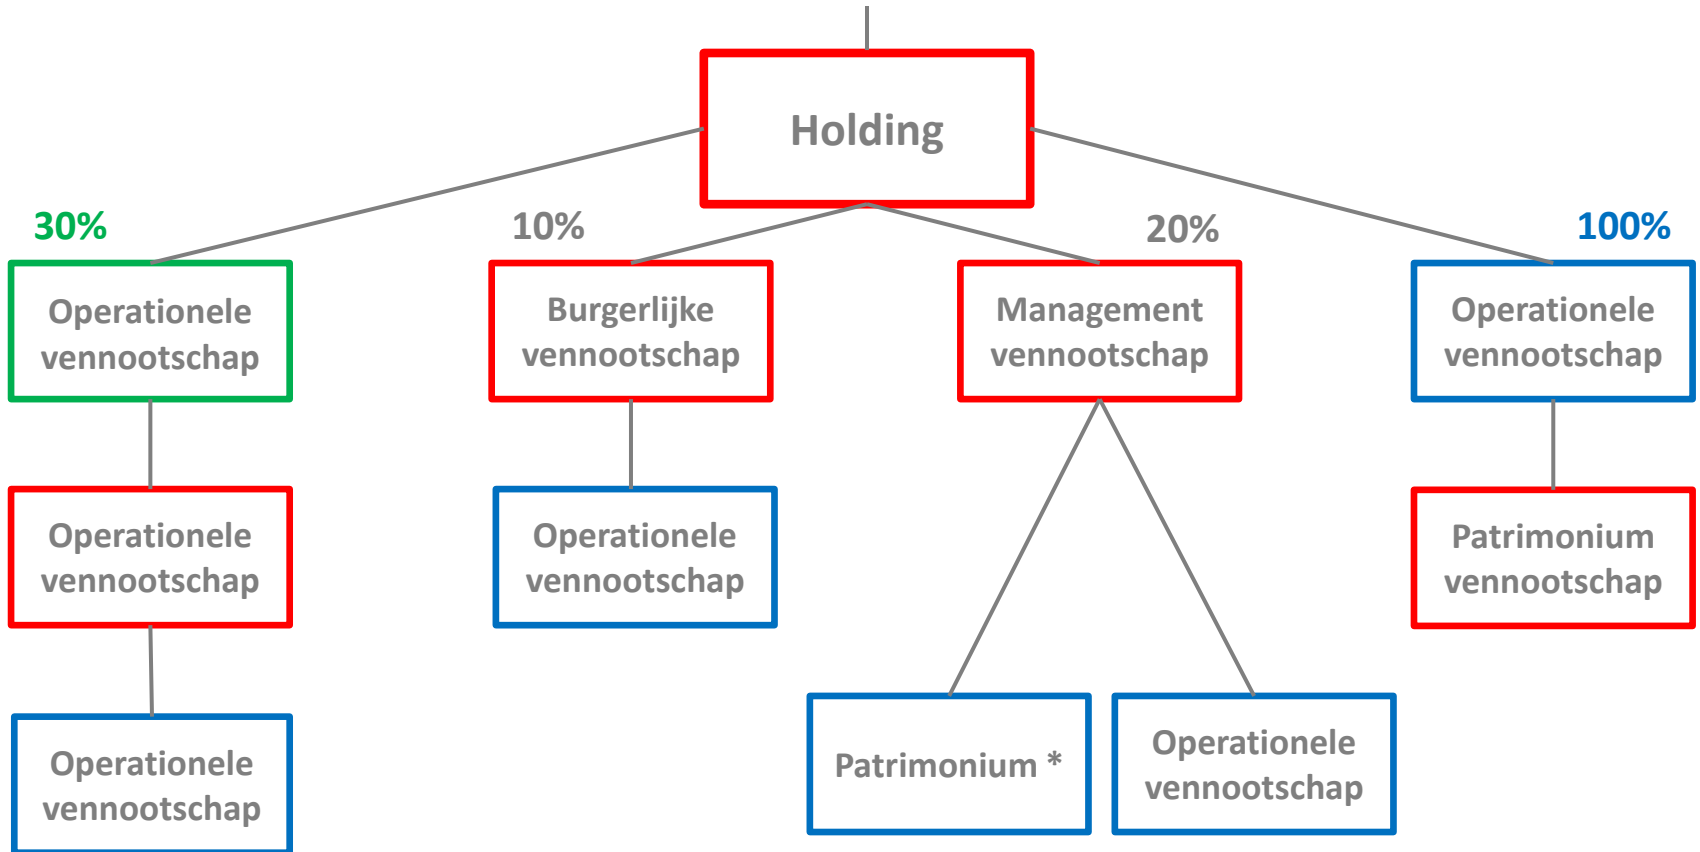 Holding
30%
10%
20%
100%
Operationele
vennootschap
Burgerlijke
vennootschap
Management
vennootschap
Operationele
vennootschap
Operationele
vennootschap
Operationele
vennootschap
Patrimonium
vennootschap
Operationele
vennootschap
Patrimonium *
Operationele
vennootschap